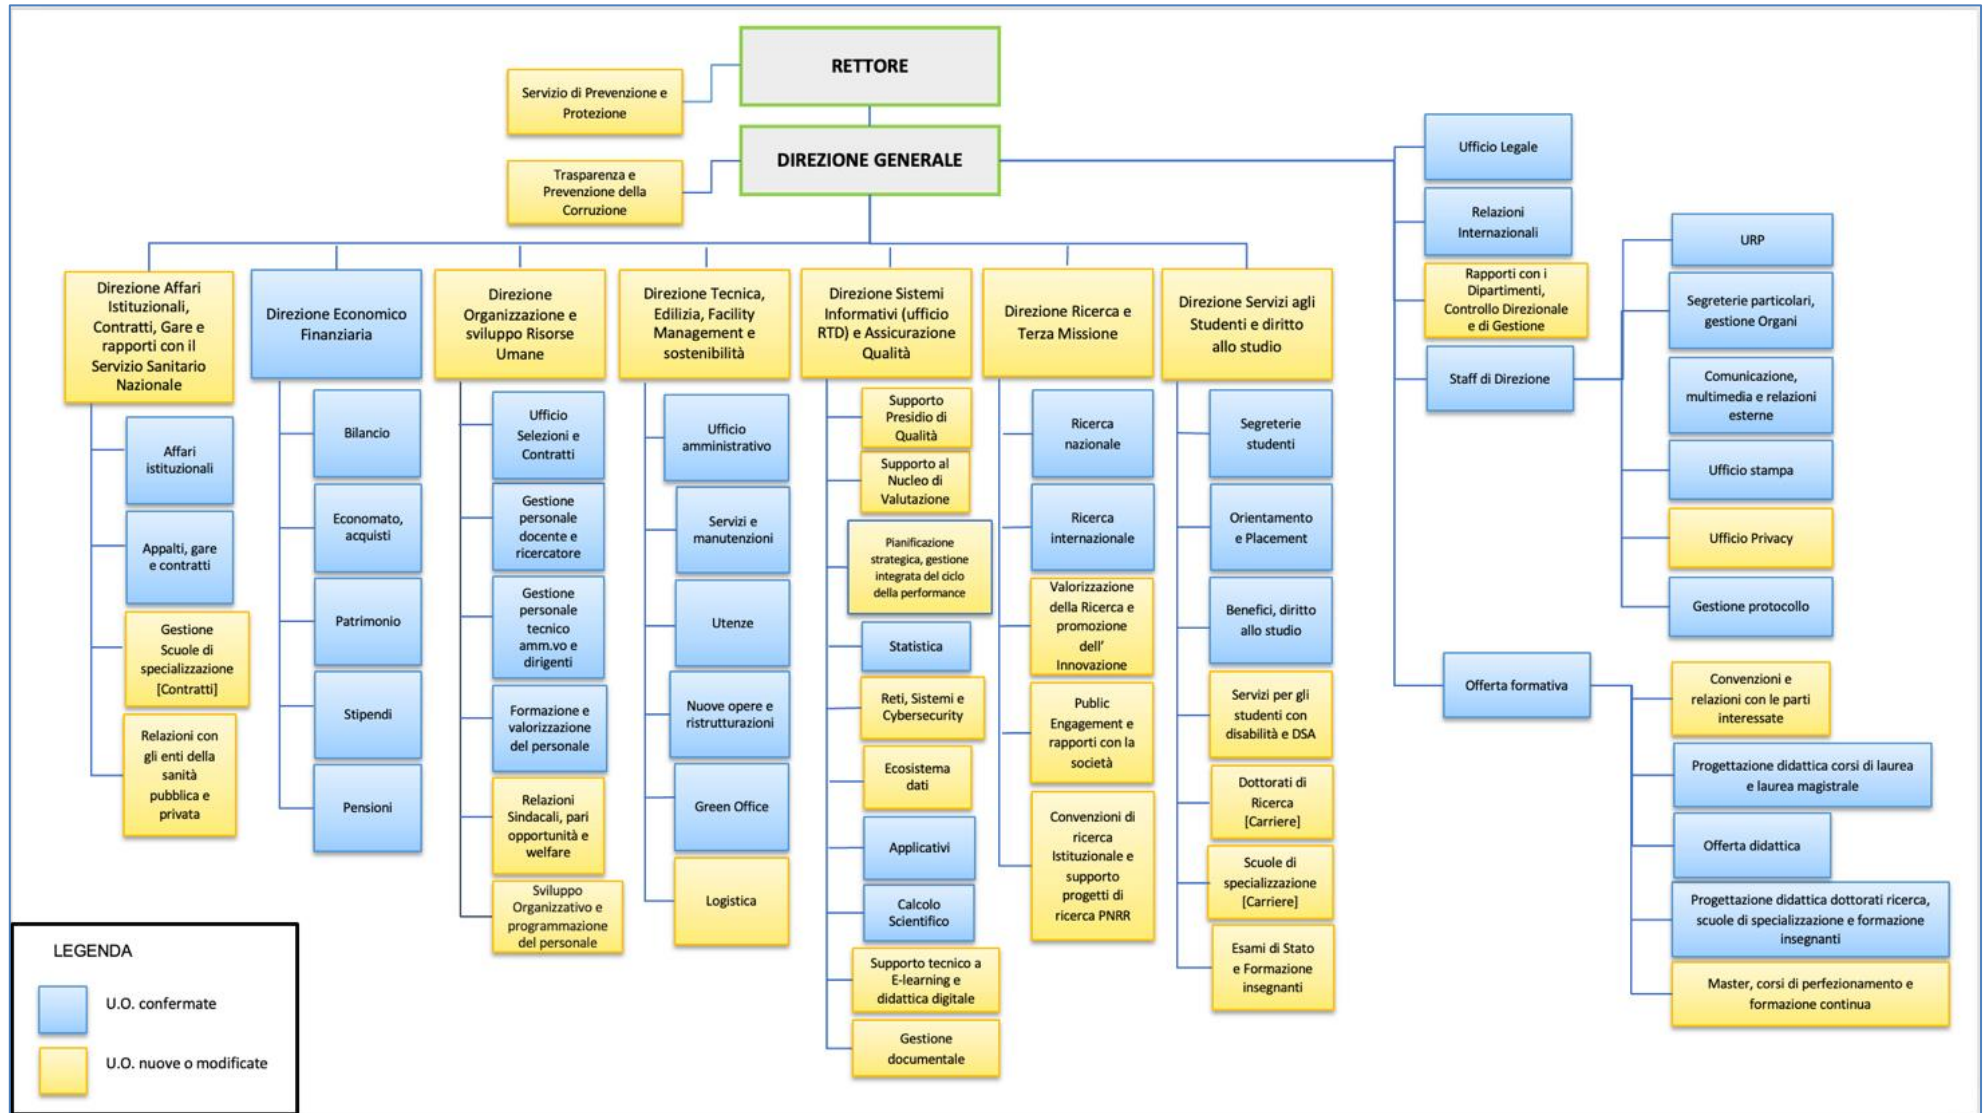 RETTORE
Servizio di Prevenzione e
Protezione
DIREZIONE GENERALE
Trasparenza e
Prevenzione della
Corruzione
Ufficio Legale
Relazioni
Internazionali
Rapporti con i
Dipartimenti,
Controllo Direzionale
e di Gestione
Staff di Direzione
URP
Segreterie particolari,
gestione Organi
Comunicazione,
multimedia e relazioni
esterne
Ufficio stampa
Ufficio Privacy
Gestione protocollo
Offerta formativa
Convenzioni e
relazioni con le parti
interessate
Progettazione didattica corsi di laurea
e laurea magistrale
Offerta didattica
Progettazione didattica dottorati ricerca,
scuole di specializzazione e formazione
insegnanti
Master, corsi di perfezionamento e
formazione continua
Direzione Affari
Istituzionali,
Contratti, Gare e
rapporti con il
Servizio Sanitario
Nazionale
Affari
istituzionali
Appalti, gare
e contratti
Gestione
Scuole di
specializzazione
[Contratti]
Relazioni con
gli enti della
sanità
pubblica e
privata
Direzione Economico
Finanziaria
Bilancio
Economato,
acquisti
Patrimonio
Stipendi
Pensioni
Direzione
Organizzazione e
sviluppo Risorse
Umane
Ufficio
Selezioni e
Contratti
Gestione
personale
docente e
ricercatore
Gestione
personale
tecnico
amm.vo e
dirigenti
Formazione e
valorizzazione
del personale
Relazioni
Sindacali, pari
opportunità e
welfare
Sviluppo
Organizzativo e
programmazione
del personale
Direzione Tecnica,
Edilizia, Facility
Management e
sostenibilità
Ufficio
amministrativo
Servizi e
manutenzioni
Utenze
Nuove opere e
ristrutturazioni
Green Office
Logistica
Direzione Sistemi
Informativi (ufficio
RTD) e Assicurazione
Qualità
Supporto
Presidio di
Qualità
Supporto al
Nucleo di
Valutazione
Pianificazione
strategica, gestione
integrata del ciclo
della performance
Statistica
Reti, Sistemi e
Cybersecurity
Ecosistema
dati
Applicativi
Calcolo
Scientifico
Supporto tecnico a
E-learning e
didattica digitale
Gestione
documentale
Direzione Ricerca e
Terza Missione
Ricerca
nazionale
Ricerca
internazionale
Valorizzazione
della Ricerca e
promozione
dell'
Innovazione
Public
Engagement e
rapporti con la
società
Convenzioni di
ricerca
Istituzionale e
supporto
progetti di
ricerca PNRR
Direzione Servizi agli
Studenti e diritto
allo studio
Segreterie
studenti
Orientamento
e Placement
Benefici, diritto
allo studio
Servizi per gli
studenti con
disabilità e DSA
Dottorati di
Ricerca
[Carriere]
Scuole di
specializzazione
[Carriere]
Esami di Stato
e Formazione
insegnanti
LEGENDA
U.O. confermate
U.O. nuove o modificate